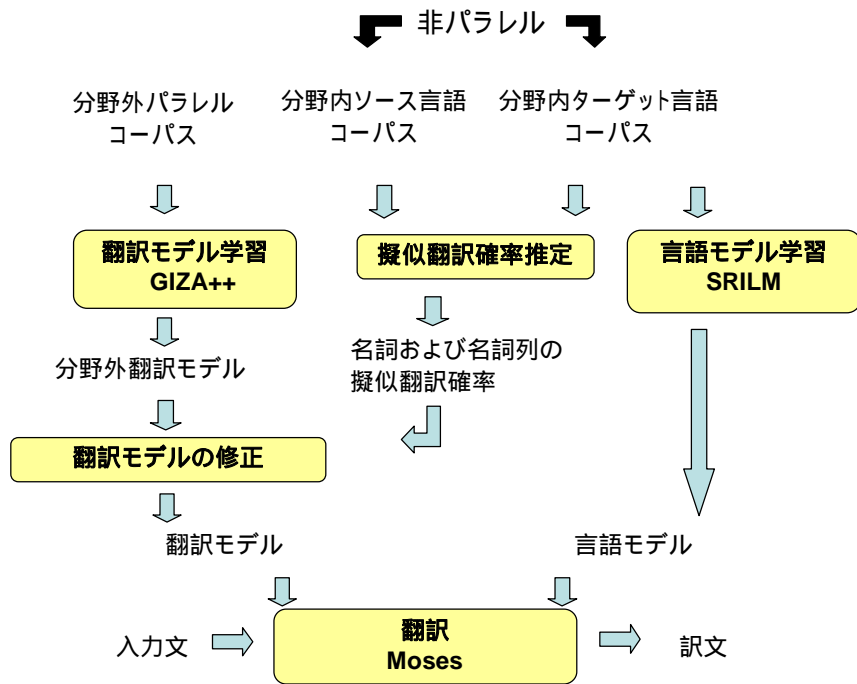 非パラレル
分野外パラレル
コーパス
分野内ソース言語
コーパス
分野内ターゲット言語
コーパス
翻訳モデル学習
GIZA++
擬似翻訳確率推定
言語モデル学習
SRILM
分野外翻訳モデル
名詞および名詞列の
擬似翻訳確率
翻訳モデルの修正
翻訳モデル
言語モデル
入力文
翻訳
Moses
訳文